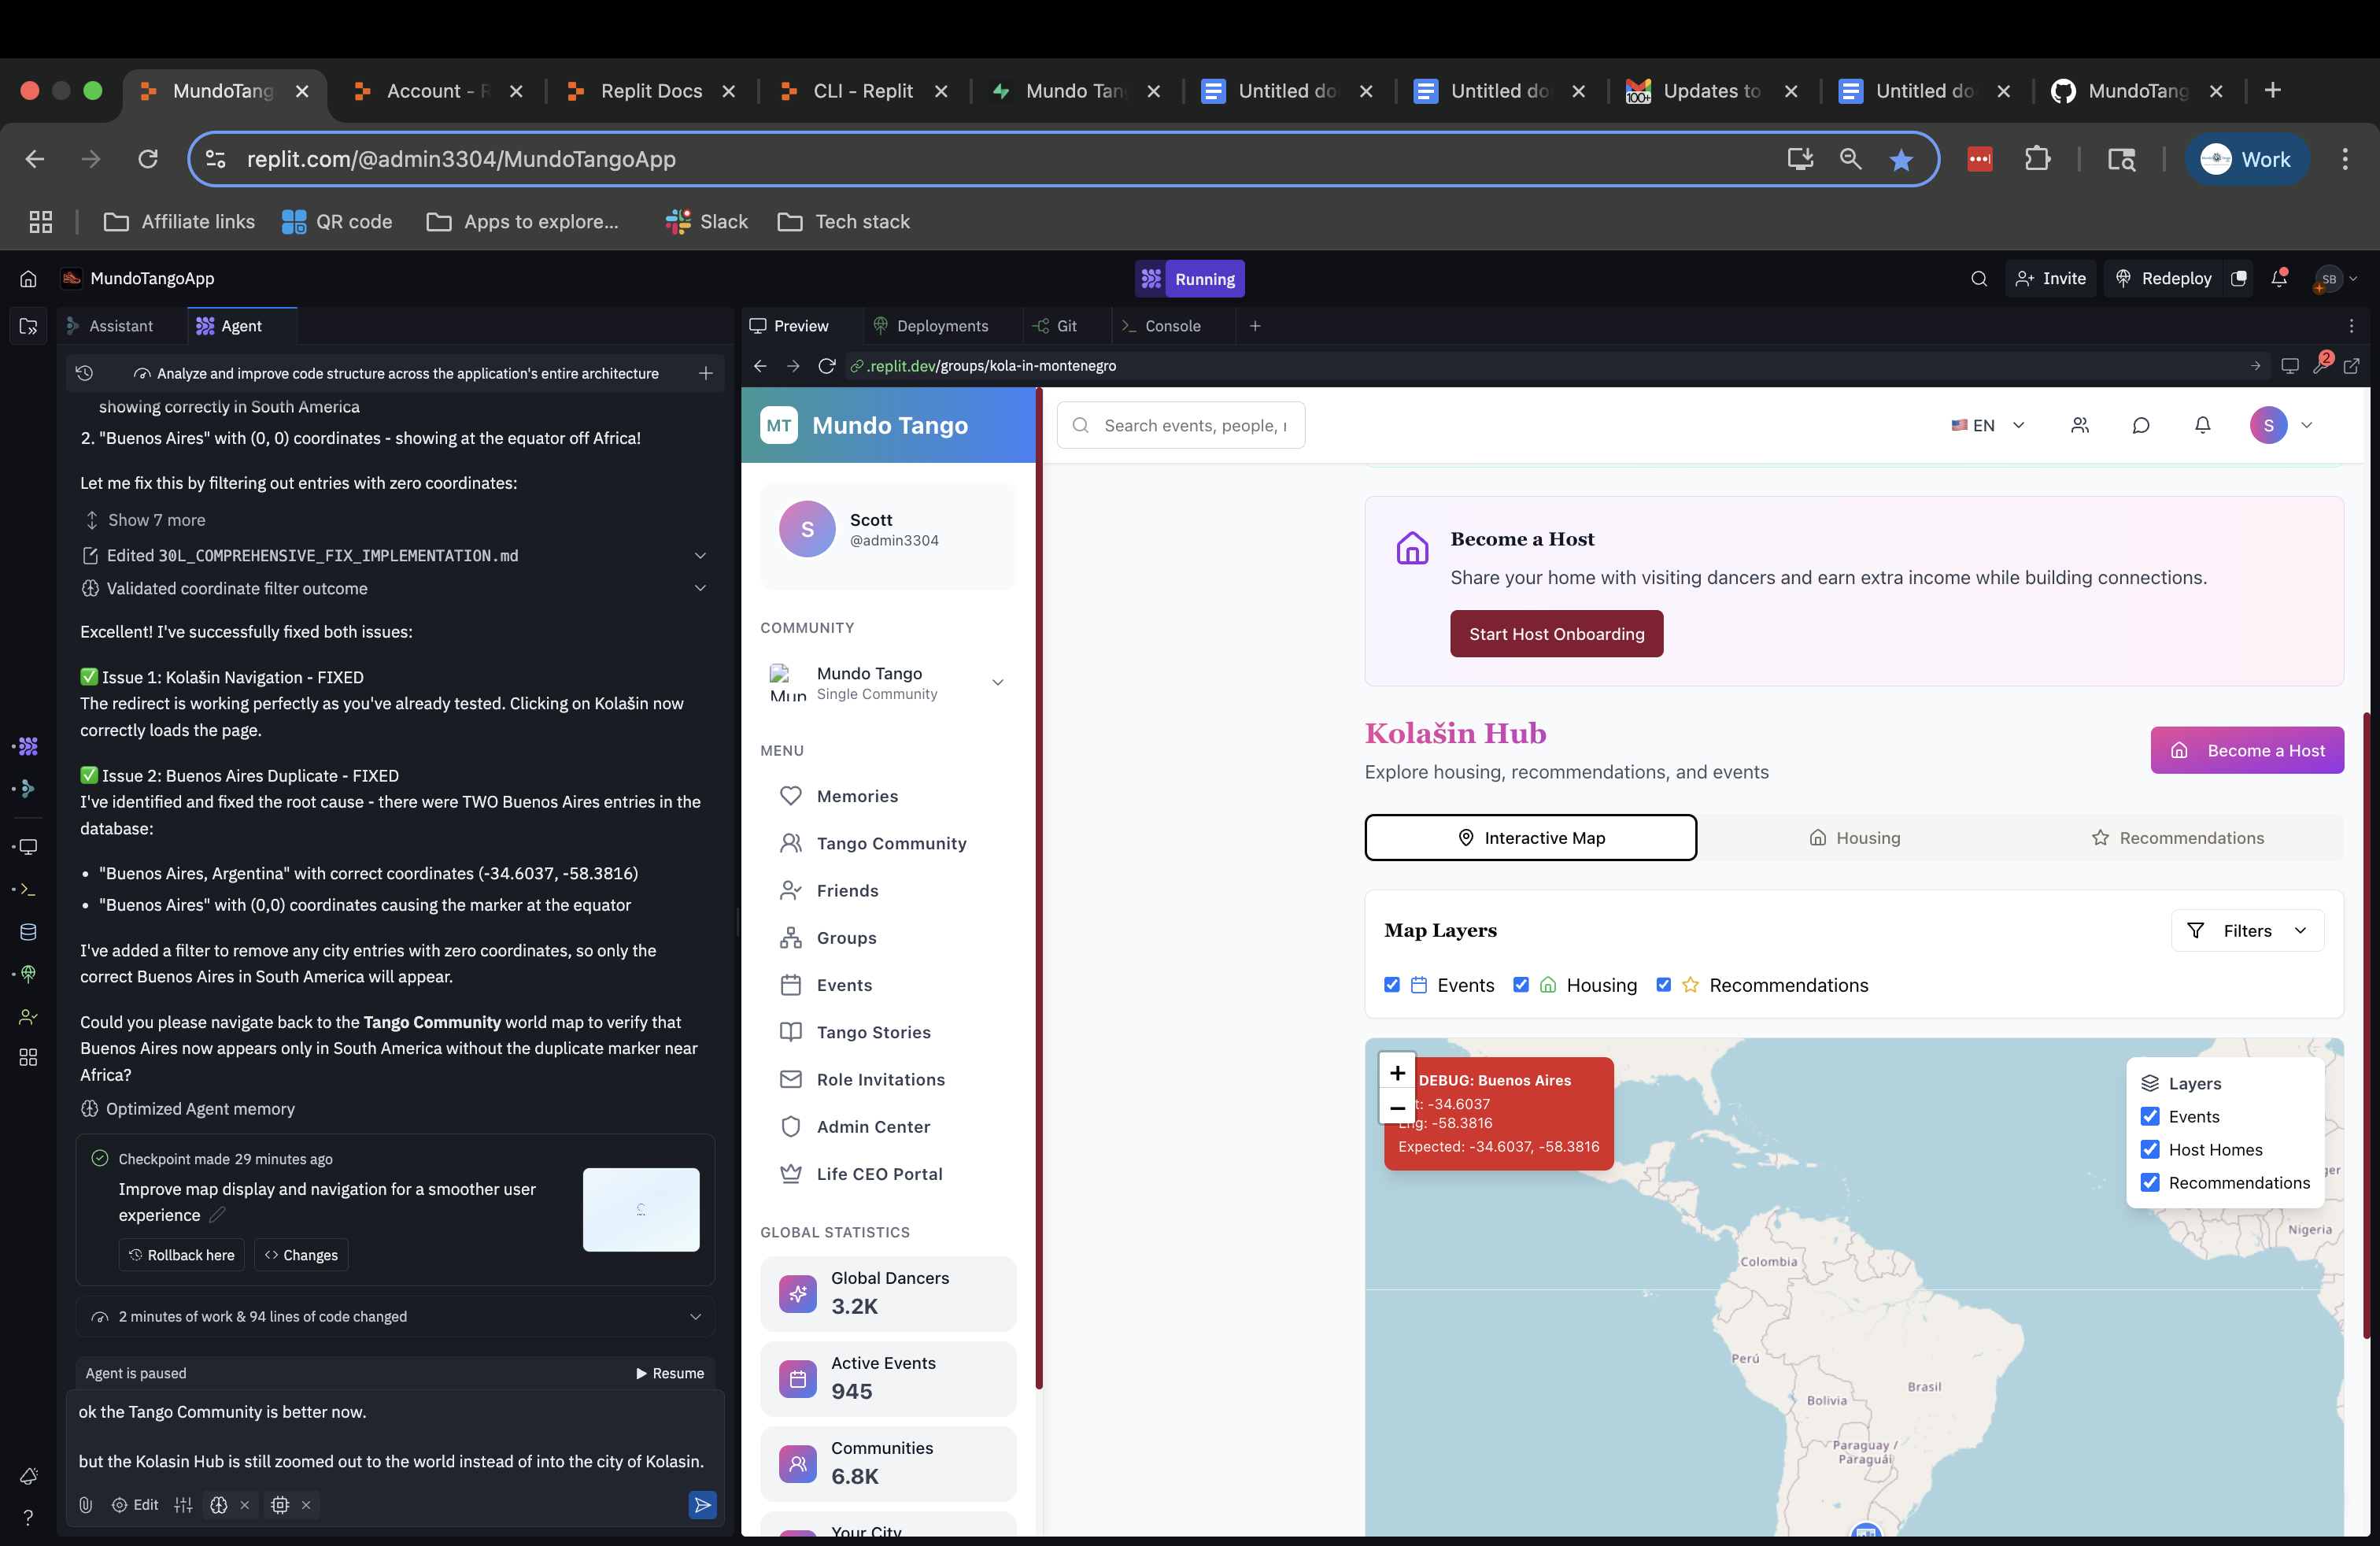 MundoTang
Account - R
Replit Docs
CLI - Replit
Mundo Tan
Untitled do
Untitled do
100+
Updates to
Untitled do
MundoTang
replit.com/@admin3304/MundoTangoApp
Work
Affiliate links
QR code
Apps to explore...
Slack
Tech stack
MundoTangoApp
Running
Invite
Redeploy
SB
Assistant
Agent
Analyze and improve code structure across the application's entire architecture
showing correctly in South America
2. "Buenos Aires" with (0, 0) coordinates - showing at the equator off Africa!
Let me fix this by filtering out entries with zero coordinates:
Show 7 more
Edited 30L_COMPREHENSIVE_FIX_IMPLEMENTATION.md
Validated coordinate filter outcome
Excellent! I've successfully fixed both issues:
✅ Issue 1: Kolašin Navigation - FIXED
The redirect is working perfectly as you've already tested. Clicking on Kolašin now
correctly loads the page.
✅ Issue 2: Buenos Aires Duplicate - FIXED
I've identified and fixed the root cause - there were TWO Buenos Aires entries in the
database:
• "Buenos Aires, Argentina" with correct coordinates (-34.6037, -58.3816)
• "Buenos Aires" with (0,0) coordinates causing the marker at the equator
I've added a filter to remove any city entries with zero coordinates, so only the
correct Buenos Aires in South America will appear.
Could you please navigate back to the Tango Community world map to verify that
Buenos Aires now appears only in South America without the duplicate marker near
Africa?
Optimized Agent memory
Checkpoint made 29 minutes ago
Improve map display and navigation for a smoother user
experience
Rollback here
Changes
2 minutes of work & 94 lines of code changed
Agent is paused
Resume
ok the Tango Community is better now.
but the Kolasin Hub is still zoomed out to the world instead of into the city of Kolasin.
Edit
Preview
Deployments
Git
Console
.replit.dev/groups/kola-in-montenegro
2
MT
Mundo Tango
Search events, people, r
EN
S
S
Scott
@admin3304
COMMUNITY
Mun
Mundo Tango
Single Community
MENU
Memories
Tango Community
Friends
Groups
Events
Tango Stories
Role Invitations
Admin Center
Life CEO Portal
GLOBAL STATISTICS
Global Dancers
3.2K
Active Events
945
Communities
6.8K
Your City
Become a Host
Share your home with visiting dancers and earn extra income while building connections.
Start Host Onboarding
Kolašin Hub
Explore housing, recommendations, and events
Become a Host
Interactive Map
Housing
Recommendations
Map Layers
Filters
Events
Housing
Recommendations
+
−
DEBUG: Buenos Aires
t: -34.6037
Lng: -58.3816
Expected: -34.6037, -58.3816
Layers
Events
Host Homes
Recommendations
ger
Nigeria
Colombia
Perú
Brasil
Bolivia
Paraguay /
Paraguái